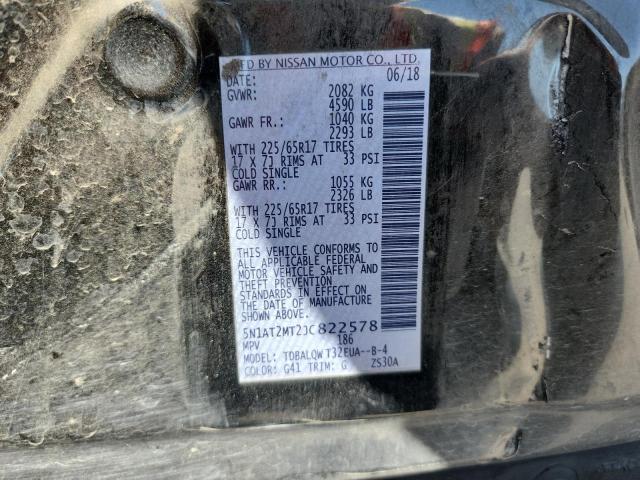 MFD BY NISSAN MOTOR CO., LTD.
DATE: 06/18
GVWR: 2082 KG
4590 LB
GAWR FR.: 1040 KG
2293 LB
WITH 225/65R17 TIRES
17 X 7J RIMS AT 33 PSI
COLD SINGLE
GAWR RR.: 1055 KG
2326 LB
WITH 225/65R17 TIRES
17 X 7J RIMS AT 33 PSI
COLD SINGLE
THIS VEHICLE CONFORMS TO
ALL APPLICABLE FEDERAL
MOTOR VEHICLE SAFETY AND
THEFT PREVENTION
STANDARDS IN EFFECT ON
THE DATE OF MANUFACTURE
SHOWN ABOVE.
5N1AT2MT2JC822578
MPV 186
MODEL: TDBALQWT32EUA--B-4
COLOR: G41 TRIM: G ZS30A